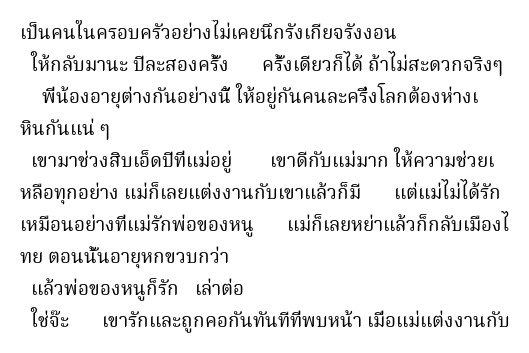 เป็นคนในครอบครัวอย่างไม่เคยนึกรังเกียจรังงอน
ให้กลับมานะ ปีละสองครั้ง ครั้งเดียวก็ได้ ถ้าไม่สะดวกจริงๆ
พี่น้องอายุต่างกันอย่างนี้ ให้อยู่กันคนละครึ่งโลกต้องห่างเ
หินกันแน่ ๆ
เขามาช่วงสิบเอ็ดปีที่แม่อยู่ เขาดีกับแม่มาก ให้ความช่วยเ
หลือทุกอย่าง แม่ก็เลยแต่งงานกับเขาแล้วก็มี แต่แม่ไม่ได้รัก
เหมือนอย่างที่แม่รักพ่อของหนู แม่ก็เลยหย่าแล้วก็กลับเมืองไ
ทย ตอนนั้นอายุหกขวบกว่า
แล้วพ่อของหนูก็รัก เล่าต่อ
ใช่จ๊ะ เขารักและถูกคอกันทันทีที่พบหน้า เมื่อแม่แต่งงานกับ